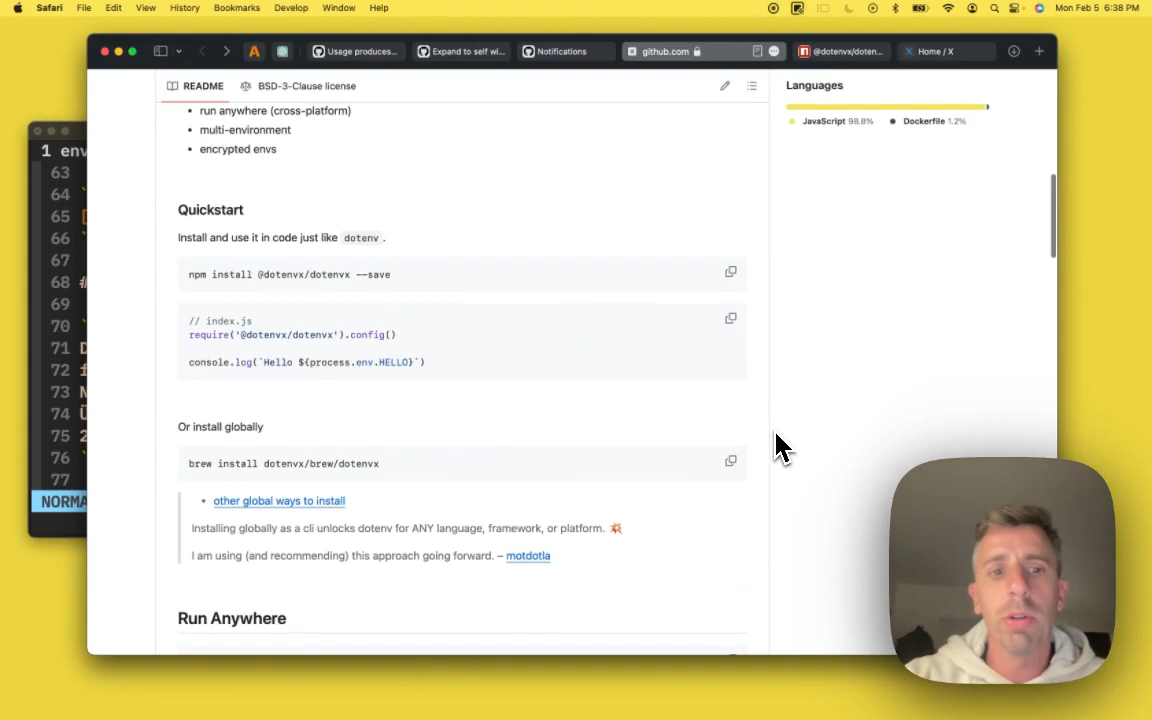 Safari File Edit View History Bookmarks Develop Window Help
Mon Feb 5 6:38 PM
Usage produces...
Expand to self wi...
Notifications
github.com
@dotenvx/doten...
Home / X
README
BSD-3-Clause license
run anywhere (cross-platform)
multi-environment
encrypted envs
Quickstart
Install and use it in code just like dotenv.
npm install @dotenvx/dotenvx --save
// index.js
require('@dotenvx/dotenvx').config()
console.log(`Hello ${process.env.HELLO}`)
Or install globally
brew install dotenvx/brew/dotenvx
other global ways to install
Installing globally as a cli unlocks dotenv for ANY language, framework, or platform. 💥
I am using (and recommending) this approach going forward. – motdotla
Run Anywhere
Languages
JavaScript 98.8%
Dockerfile 1.2%
1 env
63
64 `
65 [
66 `
67
68 #
69
70 `
71 D
72 f
73 N
74 Ü
75 2
76 `
77
NORMA